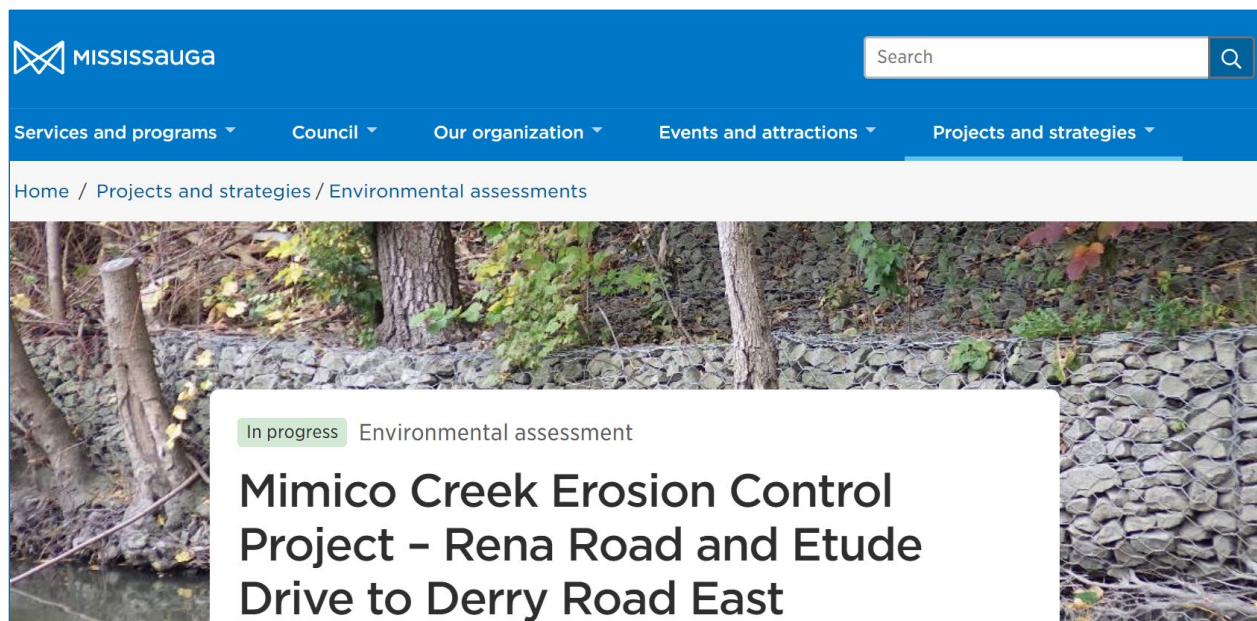 MISSISSAUGA
Search
Services and programs Council Our organization Events and attractions Projects and strategies
Home / Projects and strategies / Environmental assessments
In progress Environmental assessment
Mimico Creek Erosion Control
Project – Rena Road and Etude
Drive to Derry Road East